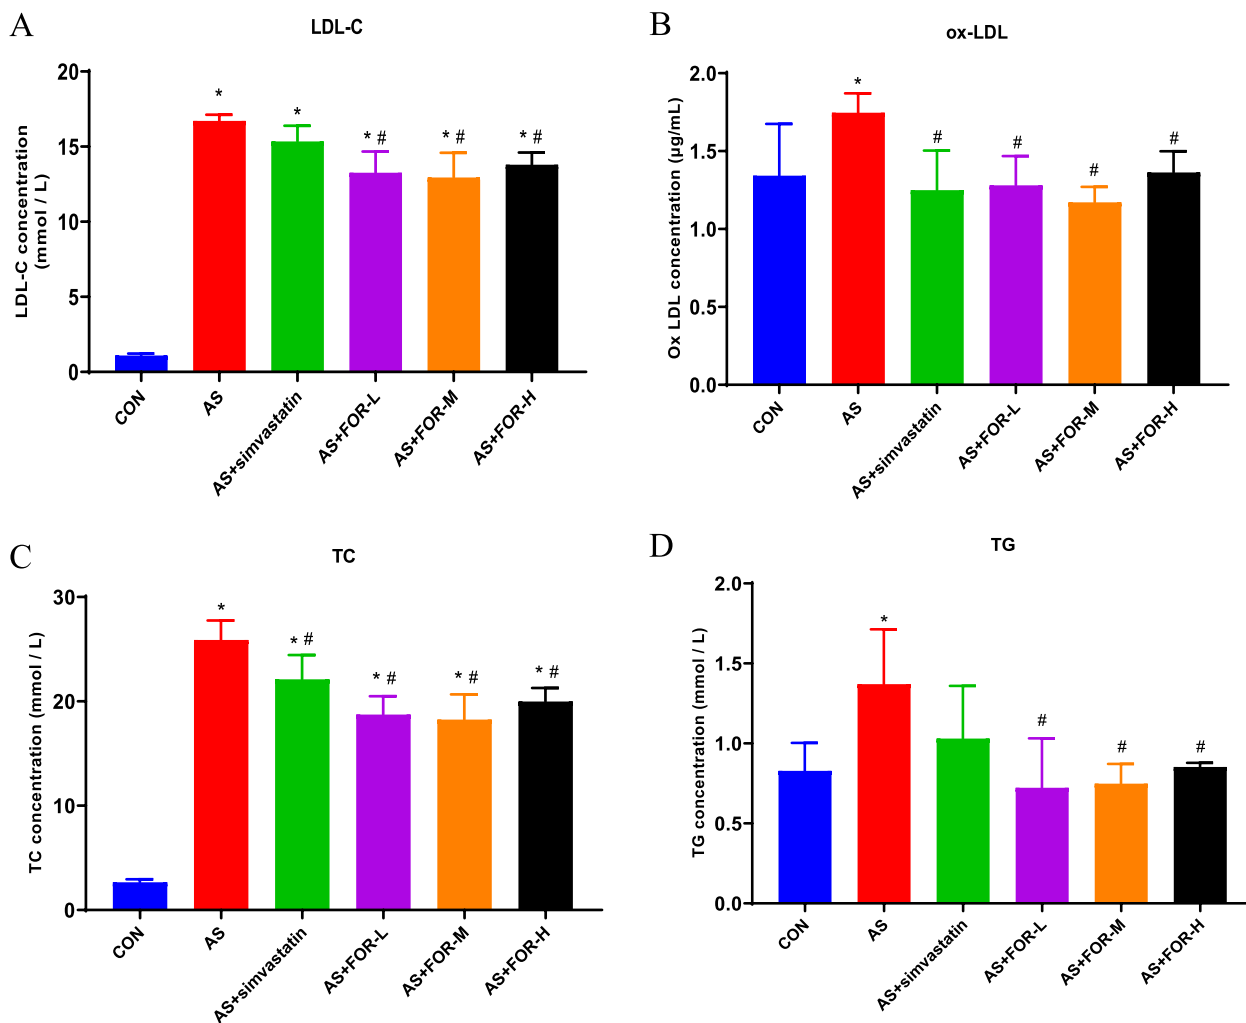 A
LDL-C
LDL-C concentration
(mmol / L)
20
15
10
5
0
*
*
* #
* #
* #
CON
AS
AS+simvastatin
AS+FOR-L
AS+FOR-M
AS+FOR-H
B
ox-LDL
Ox LDL concentration (µg/mL)
2.0
1.5
1.0
0.5
0.0
*
#
#
#
#
CON
AS
AS+simvastatin
AS+FOR-L
AS+FOR-M
AS+FOR-H
C
TC
TC concentration (mmol / L)
30
20
10
0
*
* #
* #
* #
* #
CON
AS
AS+simvastatin
AS+FOR-L
AS+FOR-M
AS+FOR-H
D
TG
TG concentration (mmol / L)
2.0
1.5
1.0
0.5
0.0
*
#
#
#
CON
AS
AS+simvastatin
AS+FOR-L
AS+FOR-M
AS+FOR-H